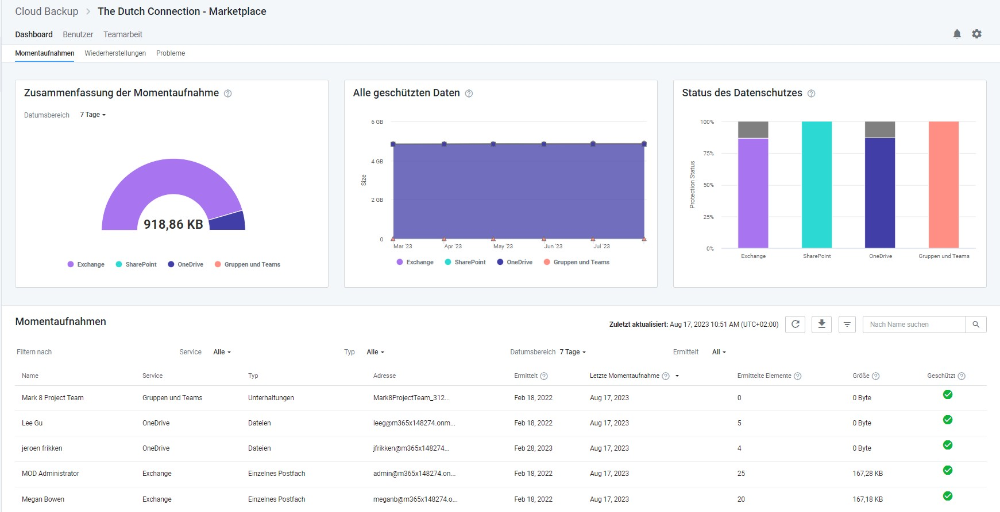 Cloud Backup > The Dutch Connection - Marketplace
Dashboard Benutzer Teamarbeit
Momentaufnahmen Wiederherstellungen Probleme
Zusammenfassung der Momentaufnahme
Datumsbereich 7 Tage
918,86 KB
Exchange SharePoint OneDrive Gruppen und Teams
Alle geschützten Daten
6 GB
4 GB
2 GB
0
Size
Mar '23 Apr '23 May '23 Jun '23 Jul '23
Exchange SharePoint OneDrive Gruppen und Teams
Status des Datenschutzes
100%
75%
50%
25%
0%
Protection Status
Exchange SharePoint OneDrive Gruppen und Teams
Momentaufnahmen
Zuletzt aktualisiert: Aug 17, 2023 10:51 AM (UTC+02:00) Nach Name suchen
Filtern nach Service Alle Typ Alle Datumsbereich 7 Tage Ermittelt All
Name Service Typ Adresse Ermittelt Letzte Momentaufnahme Ermittelte Elemente Größe Geschützt
Mark 8 Project Team Gruppen und Teams Unterhaltungen Mark8ProjectTeam_312... Feb 18, 2022 Aug 17, 2023 0 0 Byte
Lee Gu OneDrive Dateien leeg@m365x148274.onm... Feb 18, 2022 Aug 17, 2023 5 0 Byte
jeroen frikken OneDrive Dateien jfrikken@m365x148274... Feb 28, 2023 Aug 17, 2023 4 0 Byte
MOD Administrator Exchange Einzelnes Postfach admin@m365x148274.on... Feb 18, 2022 Aug 17, 2023 25 167,28 KB
Megan Bowen Exchange Einzelnes Postfach meganb@m365x148274.o... Feb 18, 2022 Aug 17, 2023 20 167,18 KB